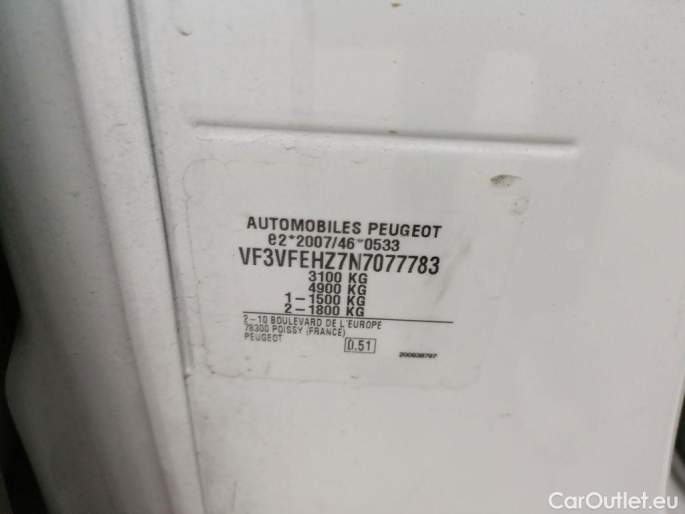 AUTOMOBILES PEUGEOT
e2*2007/46*0533
VF3VFEHZ7N7077783
3100 KG
4900 KG
1-1500 KG
2-1800 KG
2-10 BOULEVARD DE L'EUROPE
78300 POISSY (FRANCE)
PEUGEOT
0.51
200938797
CarOutlet.eu